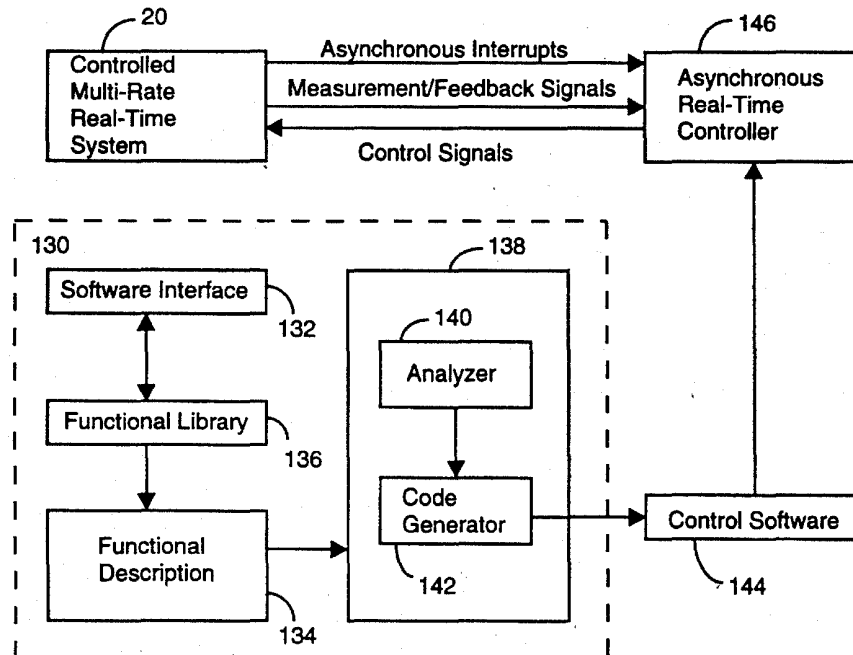 20
146
Controlled
Multi-Rate
Real-Time
System
Asynchronous Interrupts
Measurement/Feedback Signals
Control Signals
Asynchronous
Real-Time
Controller
130
Software Interface
132
Functional Library
136
Functional
Description
134
138
140
Analyzer
Code
Generator
142
Control Software
144